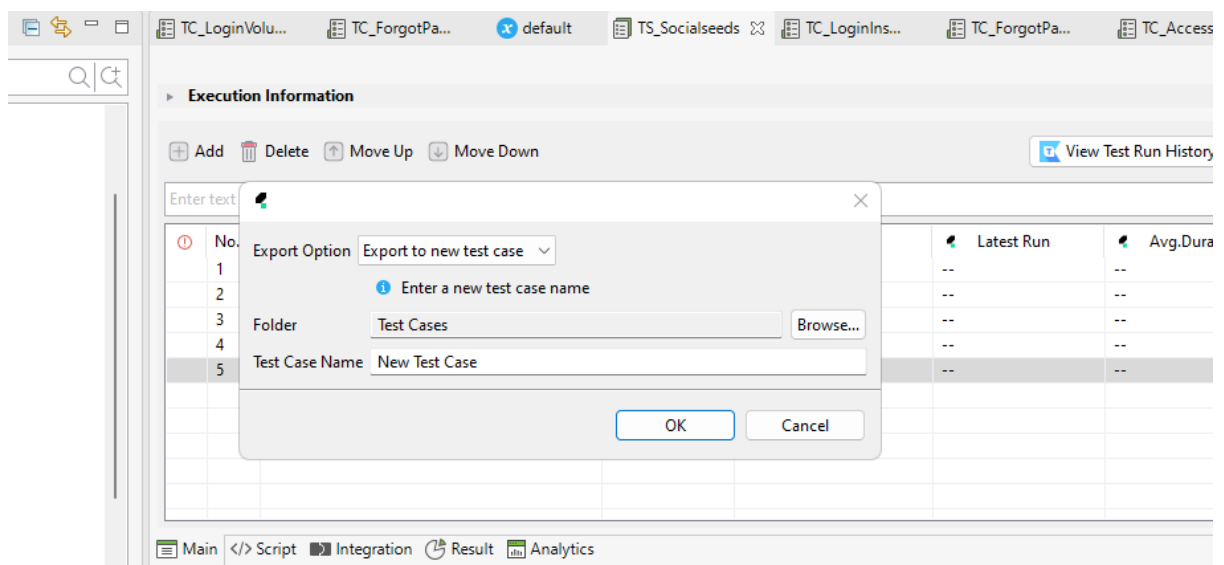 TC_LoginVolu... TC_ForgotPa... default TS_Socialseeds TC_LoginIns... TC_ForgotPa... TC_Access
Execution Information
Add Delete Move Up Move Down View Test Run History
Enter text
No. Latest Run Avg.Dura
Export Option Export to new test case
Enter a new test case name
Folder Test Cases Browse...
Test Case Name New Test Case
OK Cancel
1 -- --
2 -- --
3 -- --
4 -- --
5 -- --
Main </> Script Integration Result Analytics